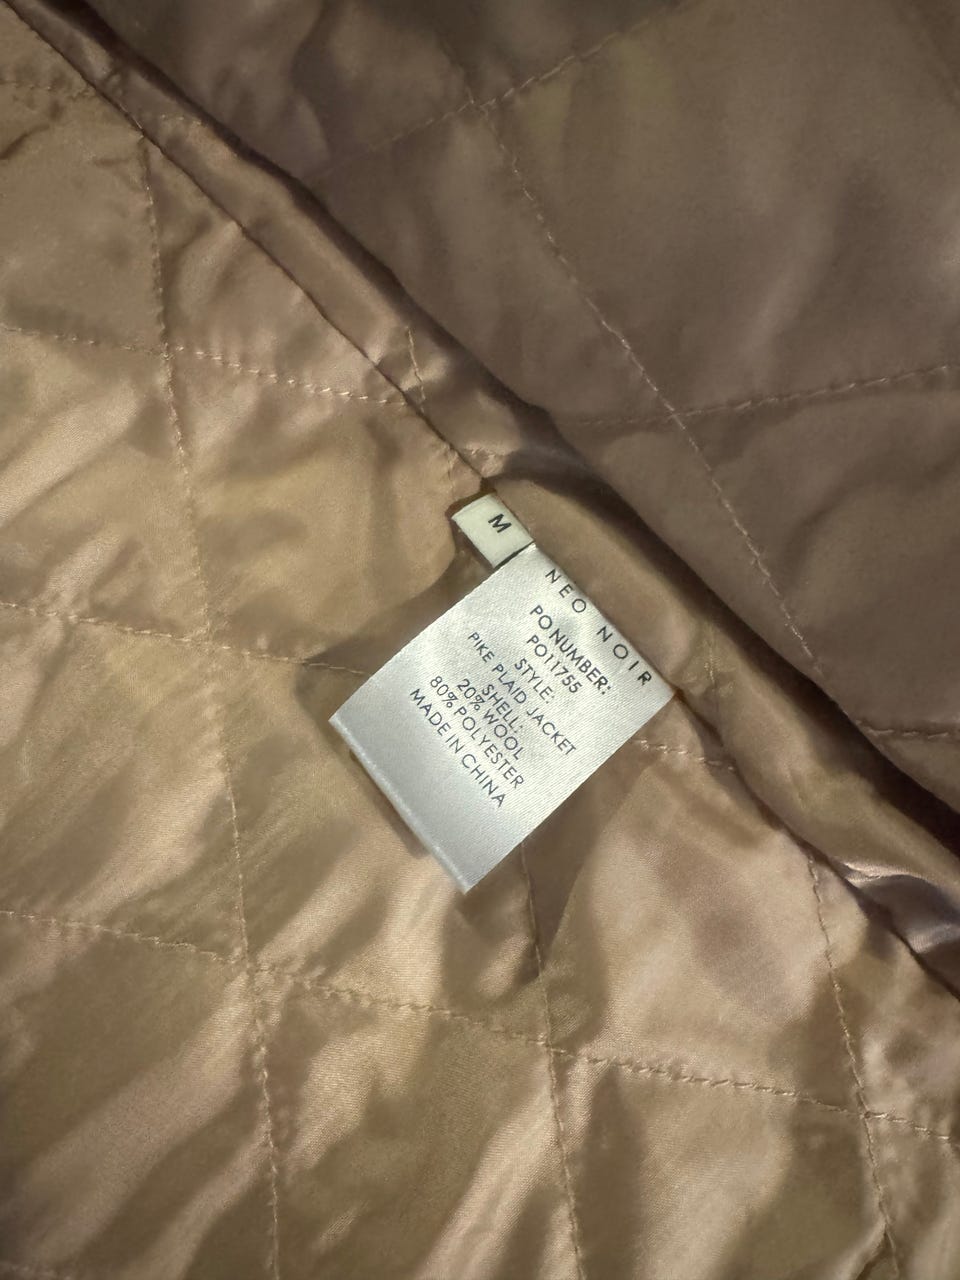 M
NEO NOIR
PO NUMBER:
PO11755
STYLE:
PIKE PLAID JACKET
SHELL:
20% WOOL
80% POLYESTER
MADE IN CHINA